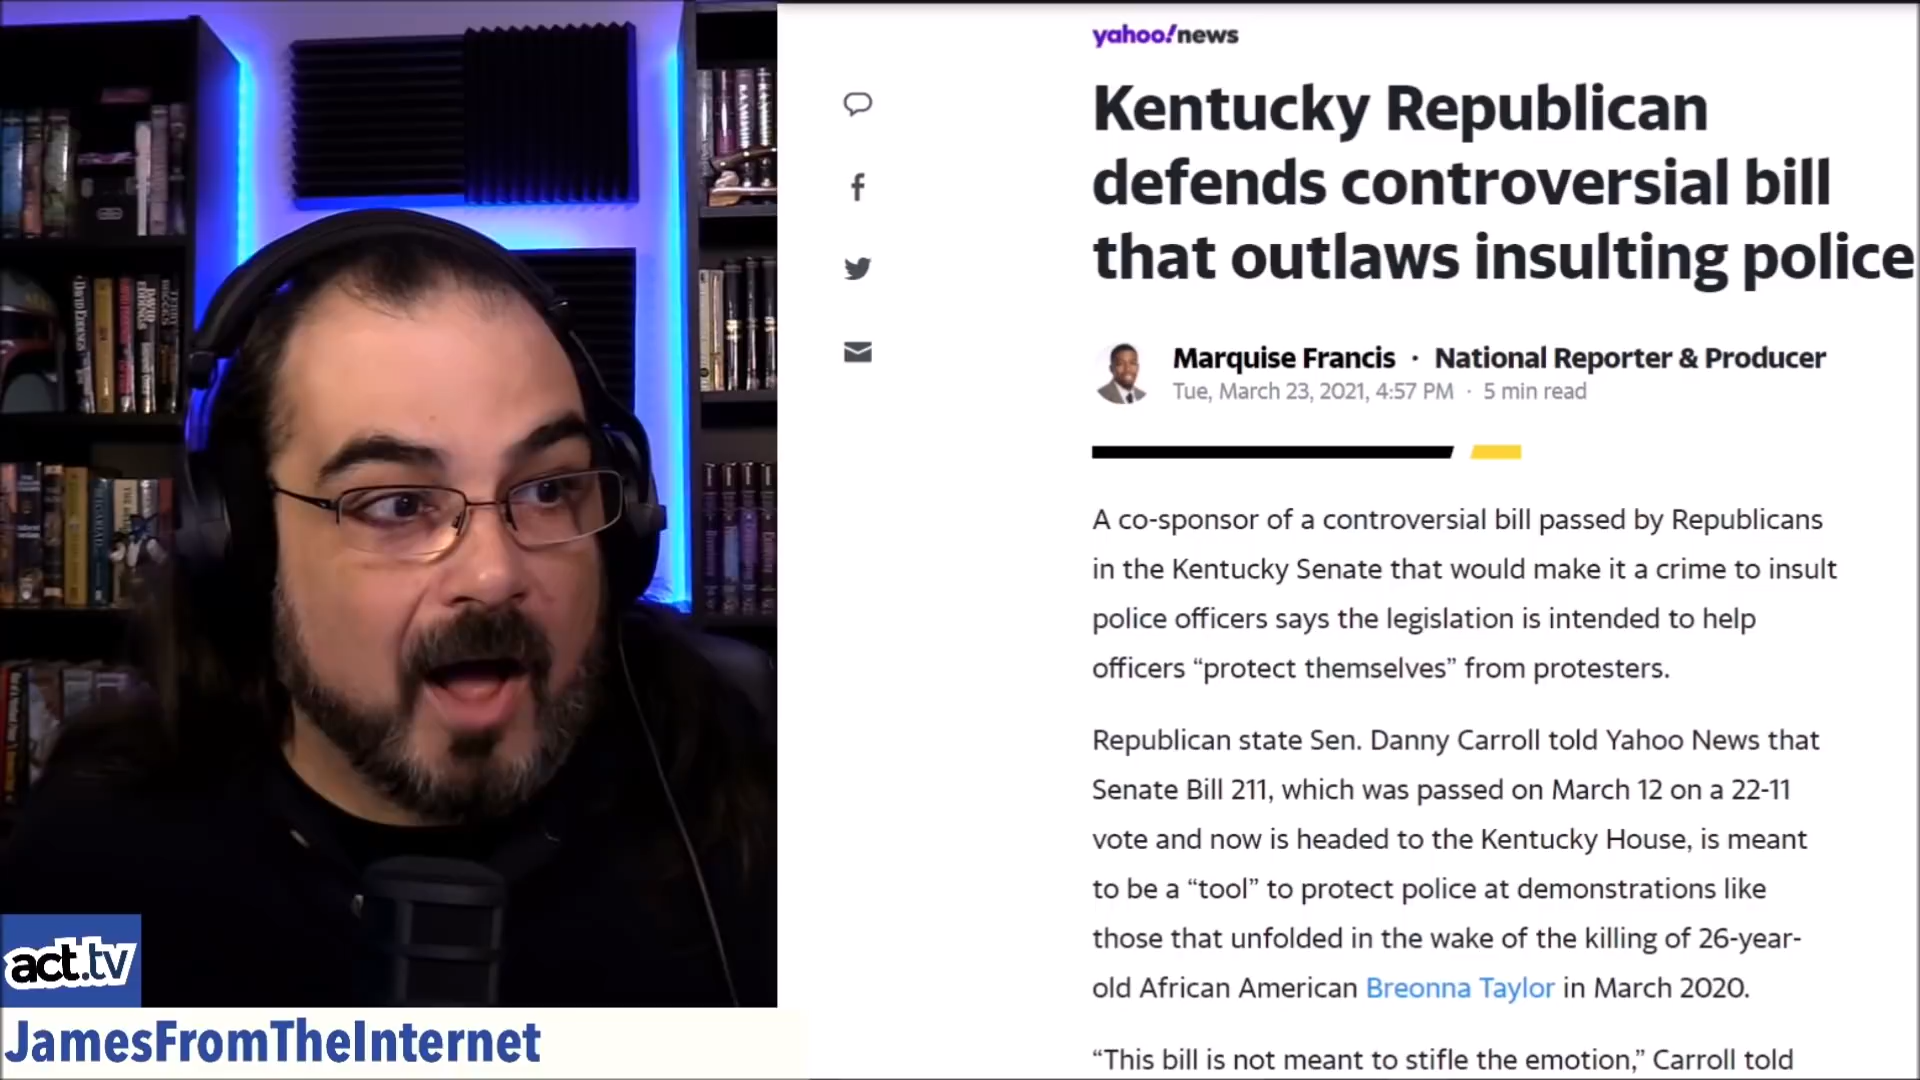 yahoo!news
Kentucky Republican
defends controversial bill
that outlaws insulting police
Marquise Francis · National Reporter & Producer
Tue, March 23, 2021, 4:57 PM · 5 min read
A co-sponsor of a controversial bill passed by Republicans
in the Kentucky Senate that would make it a crime to insult
police officers says the legislation is intended to help
officers “protect themselves” from protesters.
Republican state Sen. Danny Carroll told Yahoo News that
Senate Bill 211, which was passed on March 12 on a 22-11
vote and now is headed to the Kentucky House, is meant
to be a “tool” to protect police at demonstrations like
those that unfolded in the wake of the killing of 26-year-
old African American Breonna Taylor in March 2020.
“This bill is not meant to stifle the emotion,” Carroll told
act.tv
JamesFromTheInternet